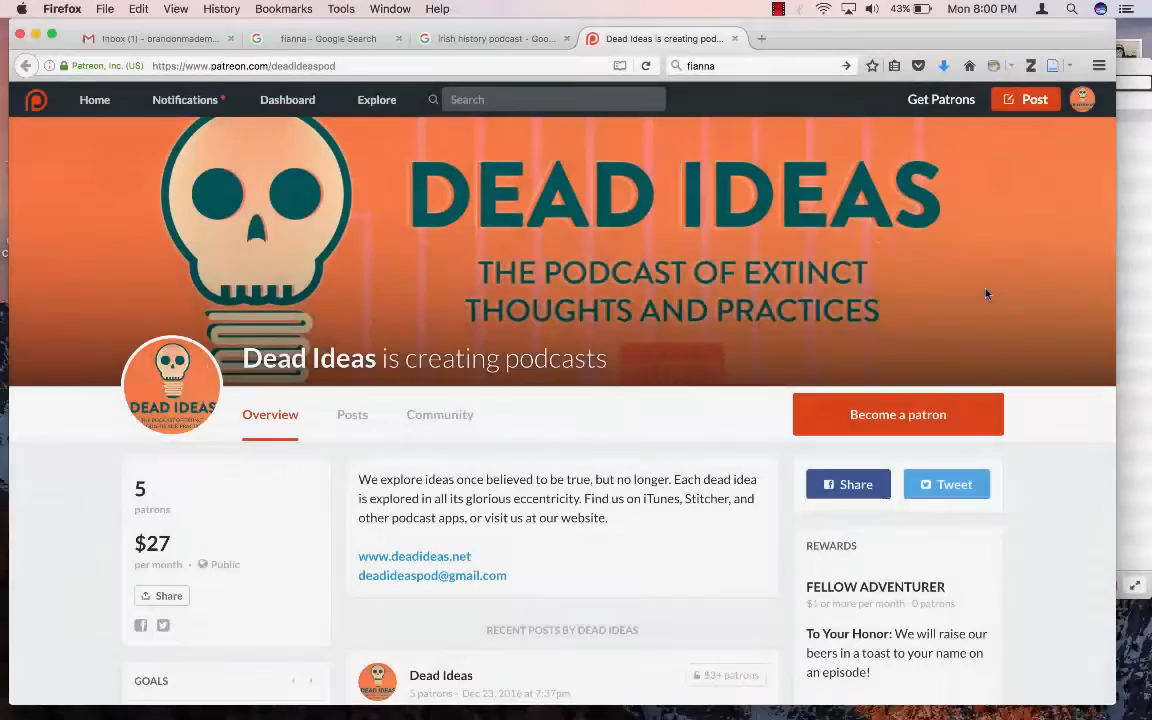 Firefox File Edit View History Bookmarks Tools Window Help 43% Mon 8:00 PM
Inbox (1) - brandonmadem...
fianna - Google Search
irish history podcast - Goo...
Dead Ideas is creating pod...
Patreon, Inc. (US) https://www.patreon.com/deadideaspod
fianna
Home Notifications Dashboard Explore Search Get Patrons Post
DEAD IDEAS
THE PODCAST OF EXTINCT
THOUGHTS AND PRACTICES
Dead Ideas is creating podcasts
DEAD IDEAS
Overview Posts Community
Become a patron
5
patrons
$27
per month · Public
Share
GOALS
We explore ideas once believed to be true, but no longer. Each dead idea
is explored in all its glorious eccentricity. Find us on iTunes, Stitcher, and
other podcast apps, or visit us at our website.
www.deadideas.net
deadideaspod@gmail.com
RECENT POSTS BY DEAD IDEAS
DEAD IDEAS
Dead Ideas
5 patrons · Dec 23, 2016 at 7:37pm
$3+ patrons
Share Tweet
REWARDS
FELLOW ADVENTURER
$1 or more per month · 0 patrons
To Your Honor: We will raise our
beers in a toast to your name on
an episode!